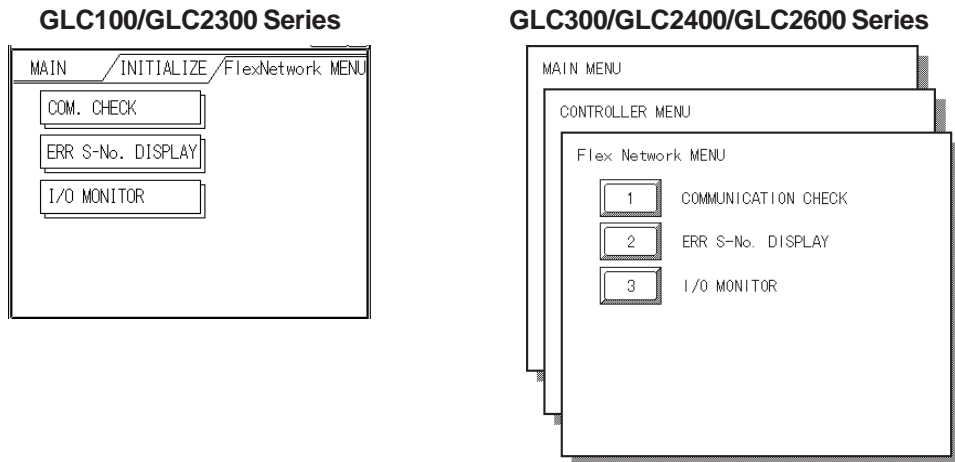 GLC100/GLC2300 Series
MAIN INITIALIZE FlexNetwork MENU
COM. CHECK
ERR S-No. DISPLAY
I/O MONITOR
GLC300/GLC2400/GLC2600 Series
MAIN MENU
CONTROLLER MENU
Flex Network MENU
1 COMMUNICATION CHECK
2 ERR S-No. DISPLAY
3 I/O MONITOR